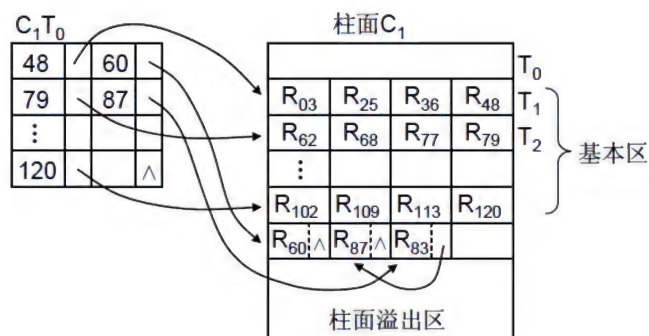 C₁T₀
48 60
79 87
⋮
120 ∧
柱面C₁
T₀
R₀₃ R₂₅ R₃₆ R₄₈ T₁
R₆₂ R₆₈ R₇₇ R₇₉ T₂
⋮
R₁₀₂ R₁₀₉ R₁₁₃ R₁₂₀
R₆₀ ∧ R₈₇ ∧ R₈₃
柱面溢出区
基本区